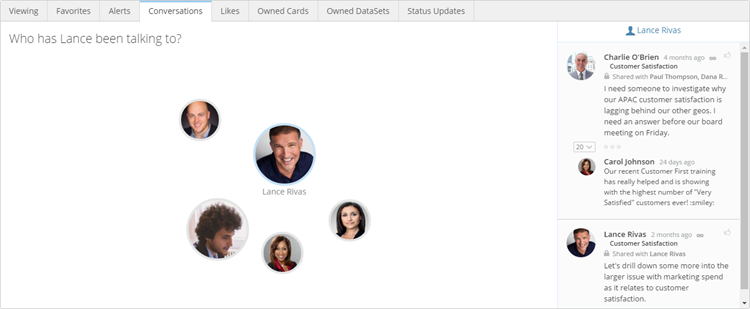 Viewing Favorites Alerts Conversations Likes Owned Cards Owned DataSets Status Updates
Who has Lance been talking to?
Lance Rivas
Lance Rivas
Charlie O'Brien 4 months ago
Customer Satisfaction
Shared with Paul Thompson, Dana R...
I need someone to investigate why
our APAC customer satisfaction is
lagging behind our other geos. I
need an answer before our board
meeting on Friday.
20
Carol Johnson 24 days ago
Our recent Customer First training
has really helped and is showing
with the highest number of "Very
Satisfied" customers ever! :smiley:
Lance Rivas 2 months ago
Customer Satisfaction
Shared with Lance Rivas
Let's drill down some more into the
larger issue with marketing spend
as it relates to customer
satisfaction.